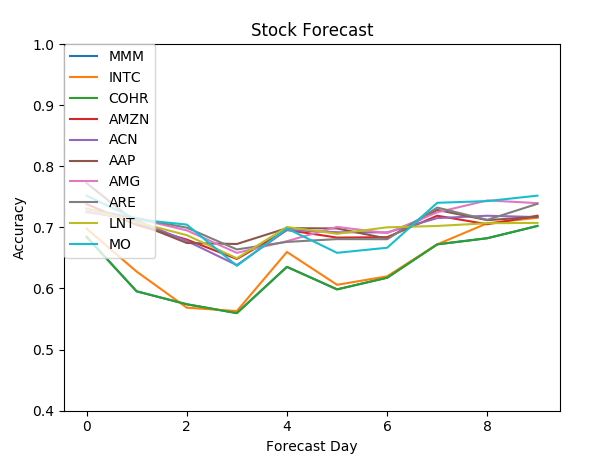 Stock Forecast
Accuracy
1.0
0.9
0.8
0.7
0.6
0.5
0.4
MMM
INTC
COHR
AMZN
ACN
AAP
AMG
ARE
LNT
MO
0 2 4 6 8
Forecast Day